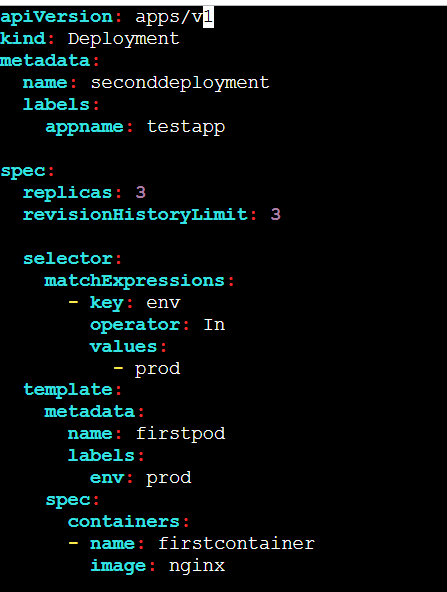 apiVersion: apps/v1
kind: Deployment
metadata:
  name: seconddeployment
  labels:
    appname: testapp

spec:
  replicas: 3
  revisionHistoryLimit: 3

  selector:
    matchExpressions:
      - key: env
        operator: In
        values:
          - prod
  template:
    metadata:
      name: firstpod
      labels:
        env: prod
    spec:
      containers:
      - name: firstcontainer
        image: nginx